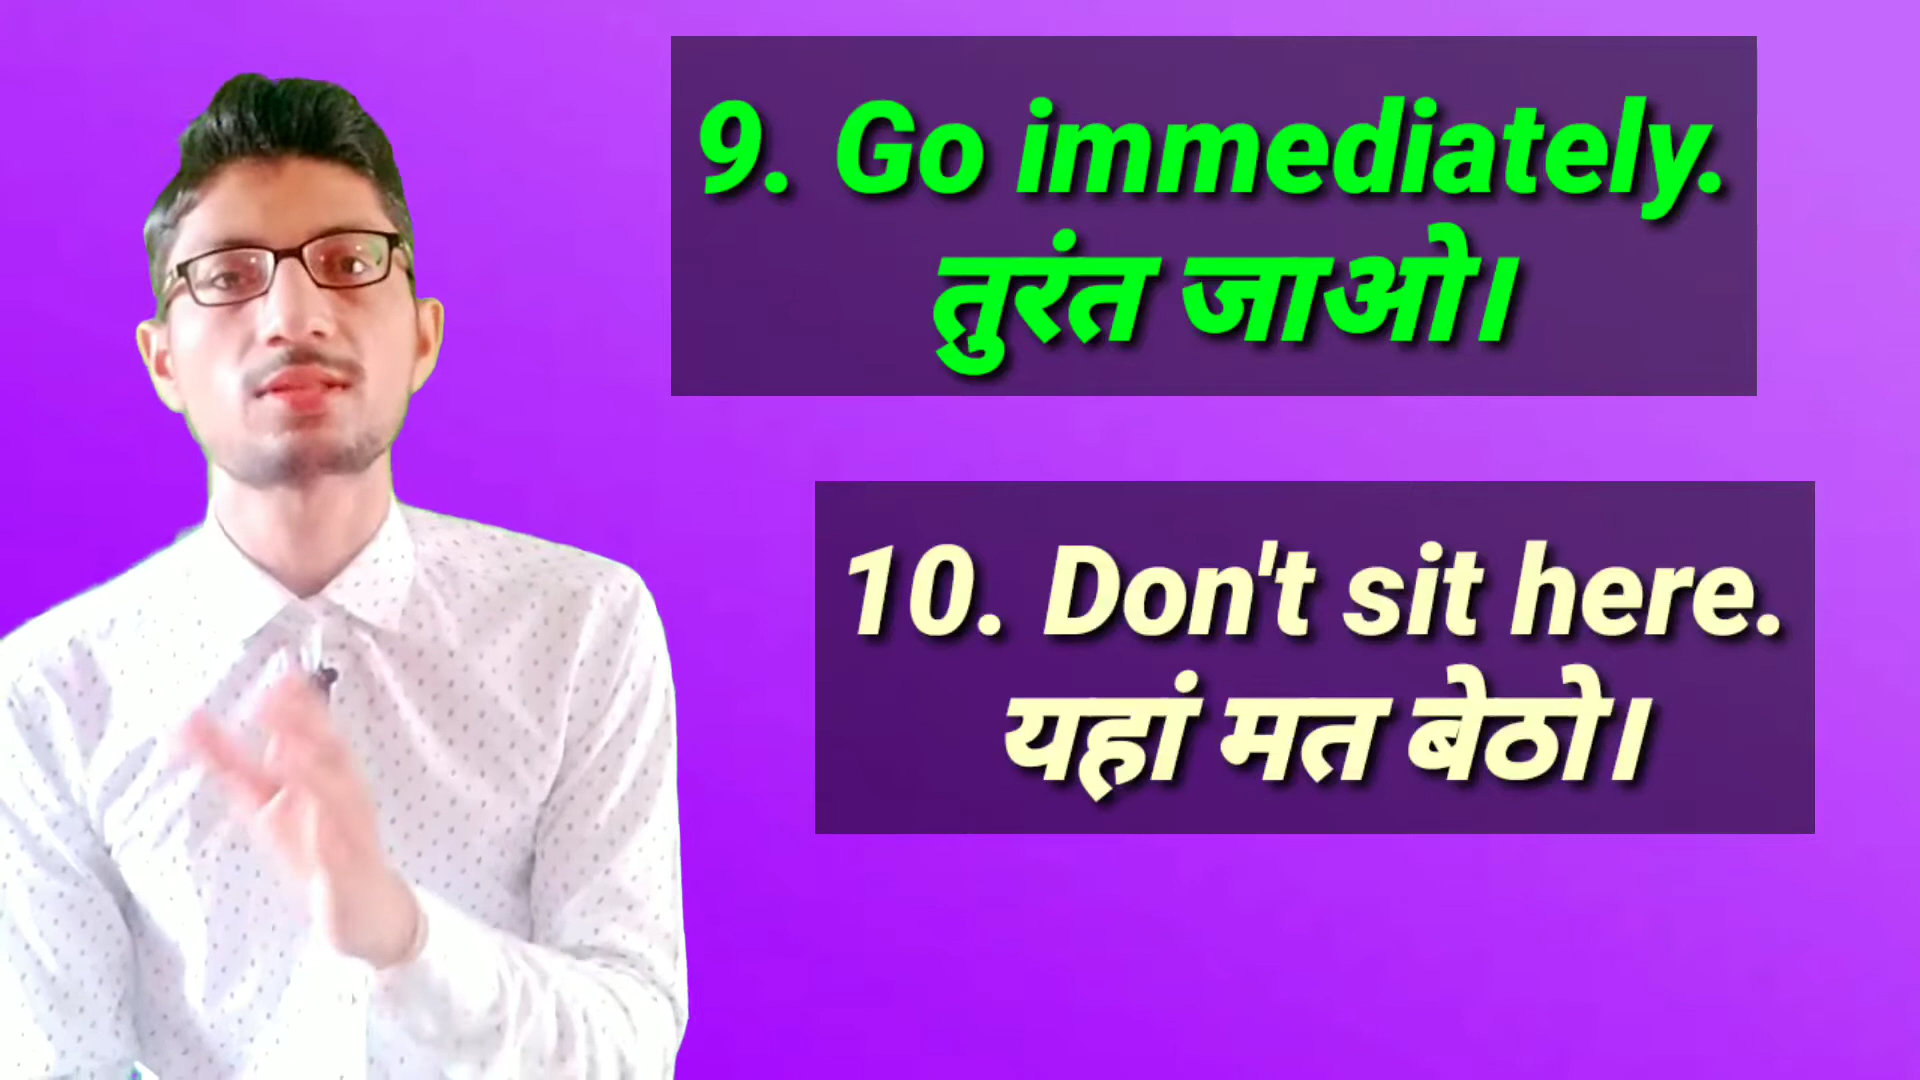 9. Go immediately.
तुरंत जाओ।
10. Don't sit here.
यहां मत बेठो।